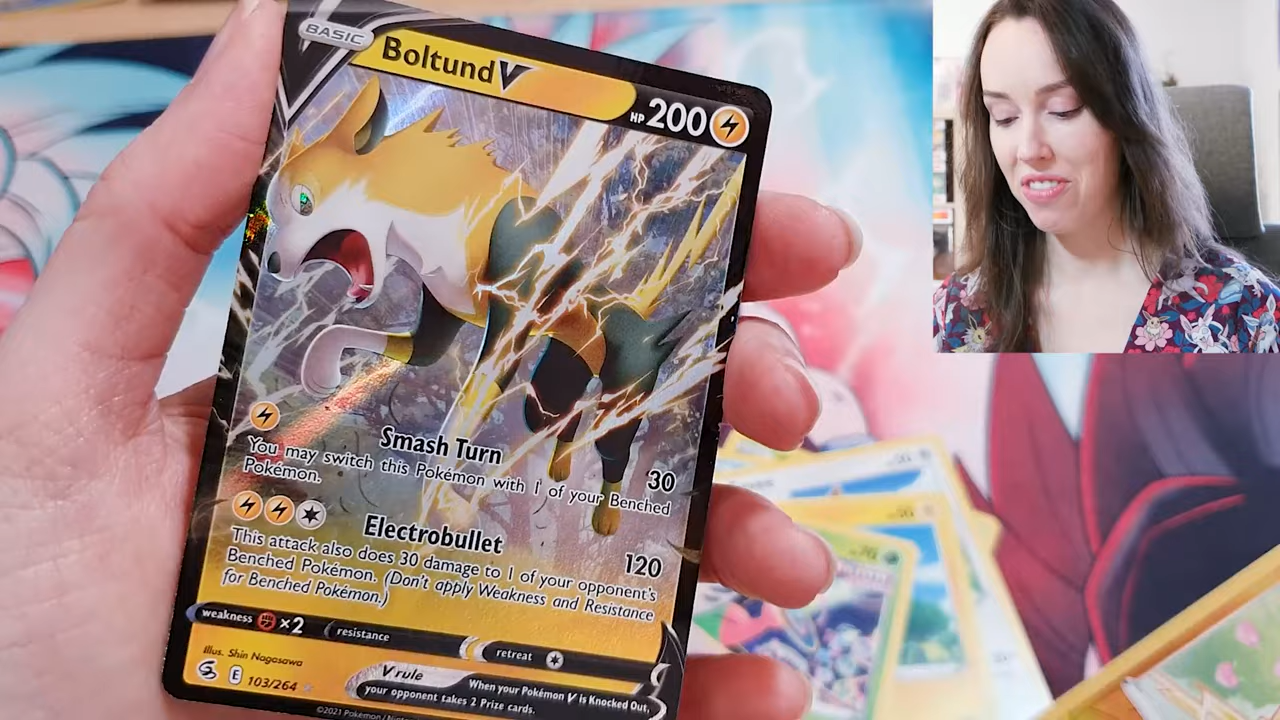 BASIC
Boltund V
HP 200
Smash Turn
30
You may switch this Pokémon with 1 of your Benched
Pokémon.
Electrobullet
120
This attack also does 30 damage to 1 of your opponent's
Benched Pokémon. (Don't apply Weakness and Resistance
for Benched Pokémon.)
weakness ×2 resistance retreat
Illus. Shin Nagasawa
E 103/264
V rule
When your Pokémon V is Knocked Out,
your opponent takes 2 Prize cards.
©2021 Pokémon